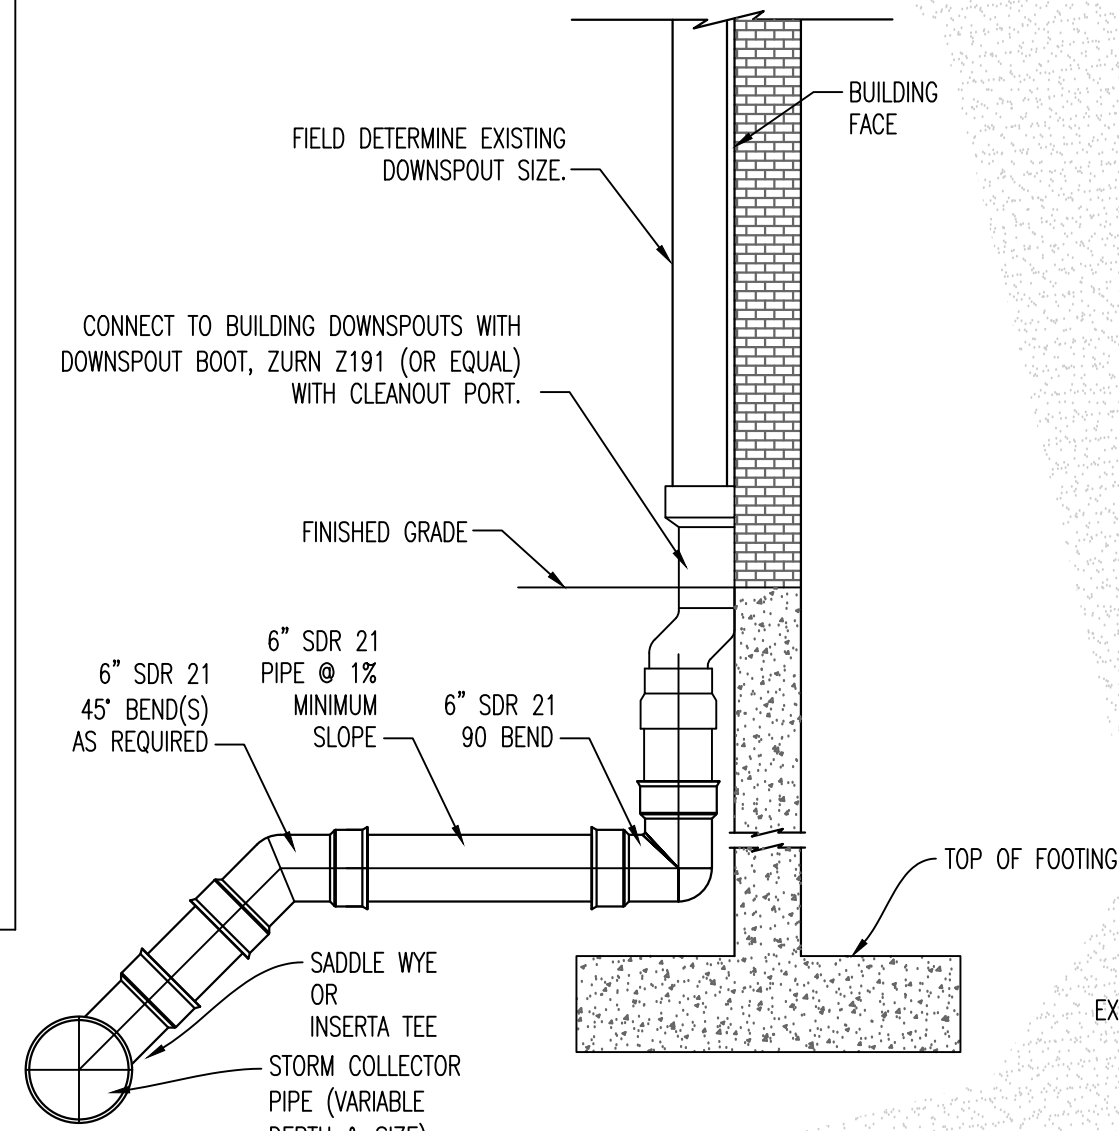 BUILDING
FACE
FIELD DETERMINE EXISTING
DOWNSPOUT SIZE.
CONNECT TO BUILDING DOWNSPOUTS WITH
DOWNSPOUT BOOT, ZURN Z191 (OR EQUAL)
WITH CLEANOUT PORT.
FINISHED GRADE
6" SDR 21
45° BEND(S)
AS REQUIRED
6" SDR 21
PIPE @ 1%
MINIMUM
SLOPE
6" SDR 21
90 BEND
TOP OF FOOTING
SADDLE WYE
OR
INSERTA TEE
STORM COLLECTOR
PIPE (VARIABLE
DEPTH & SIZE)
EX